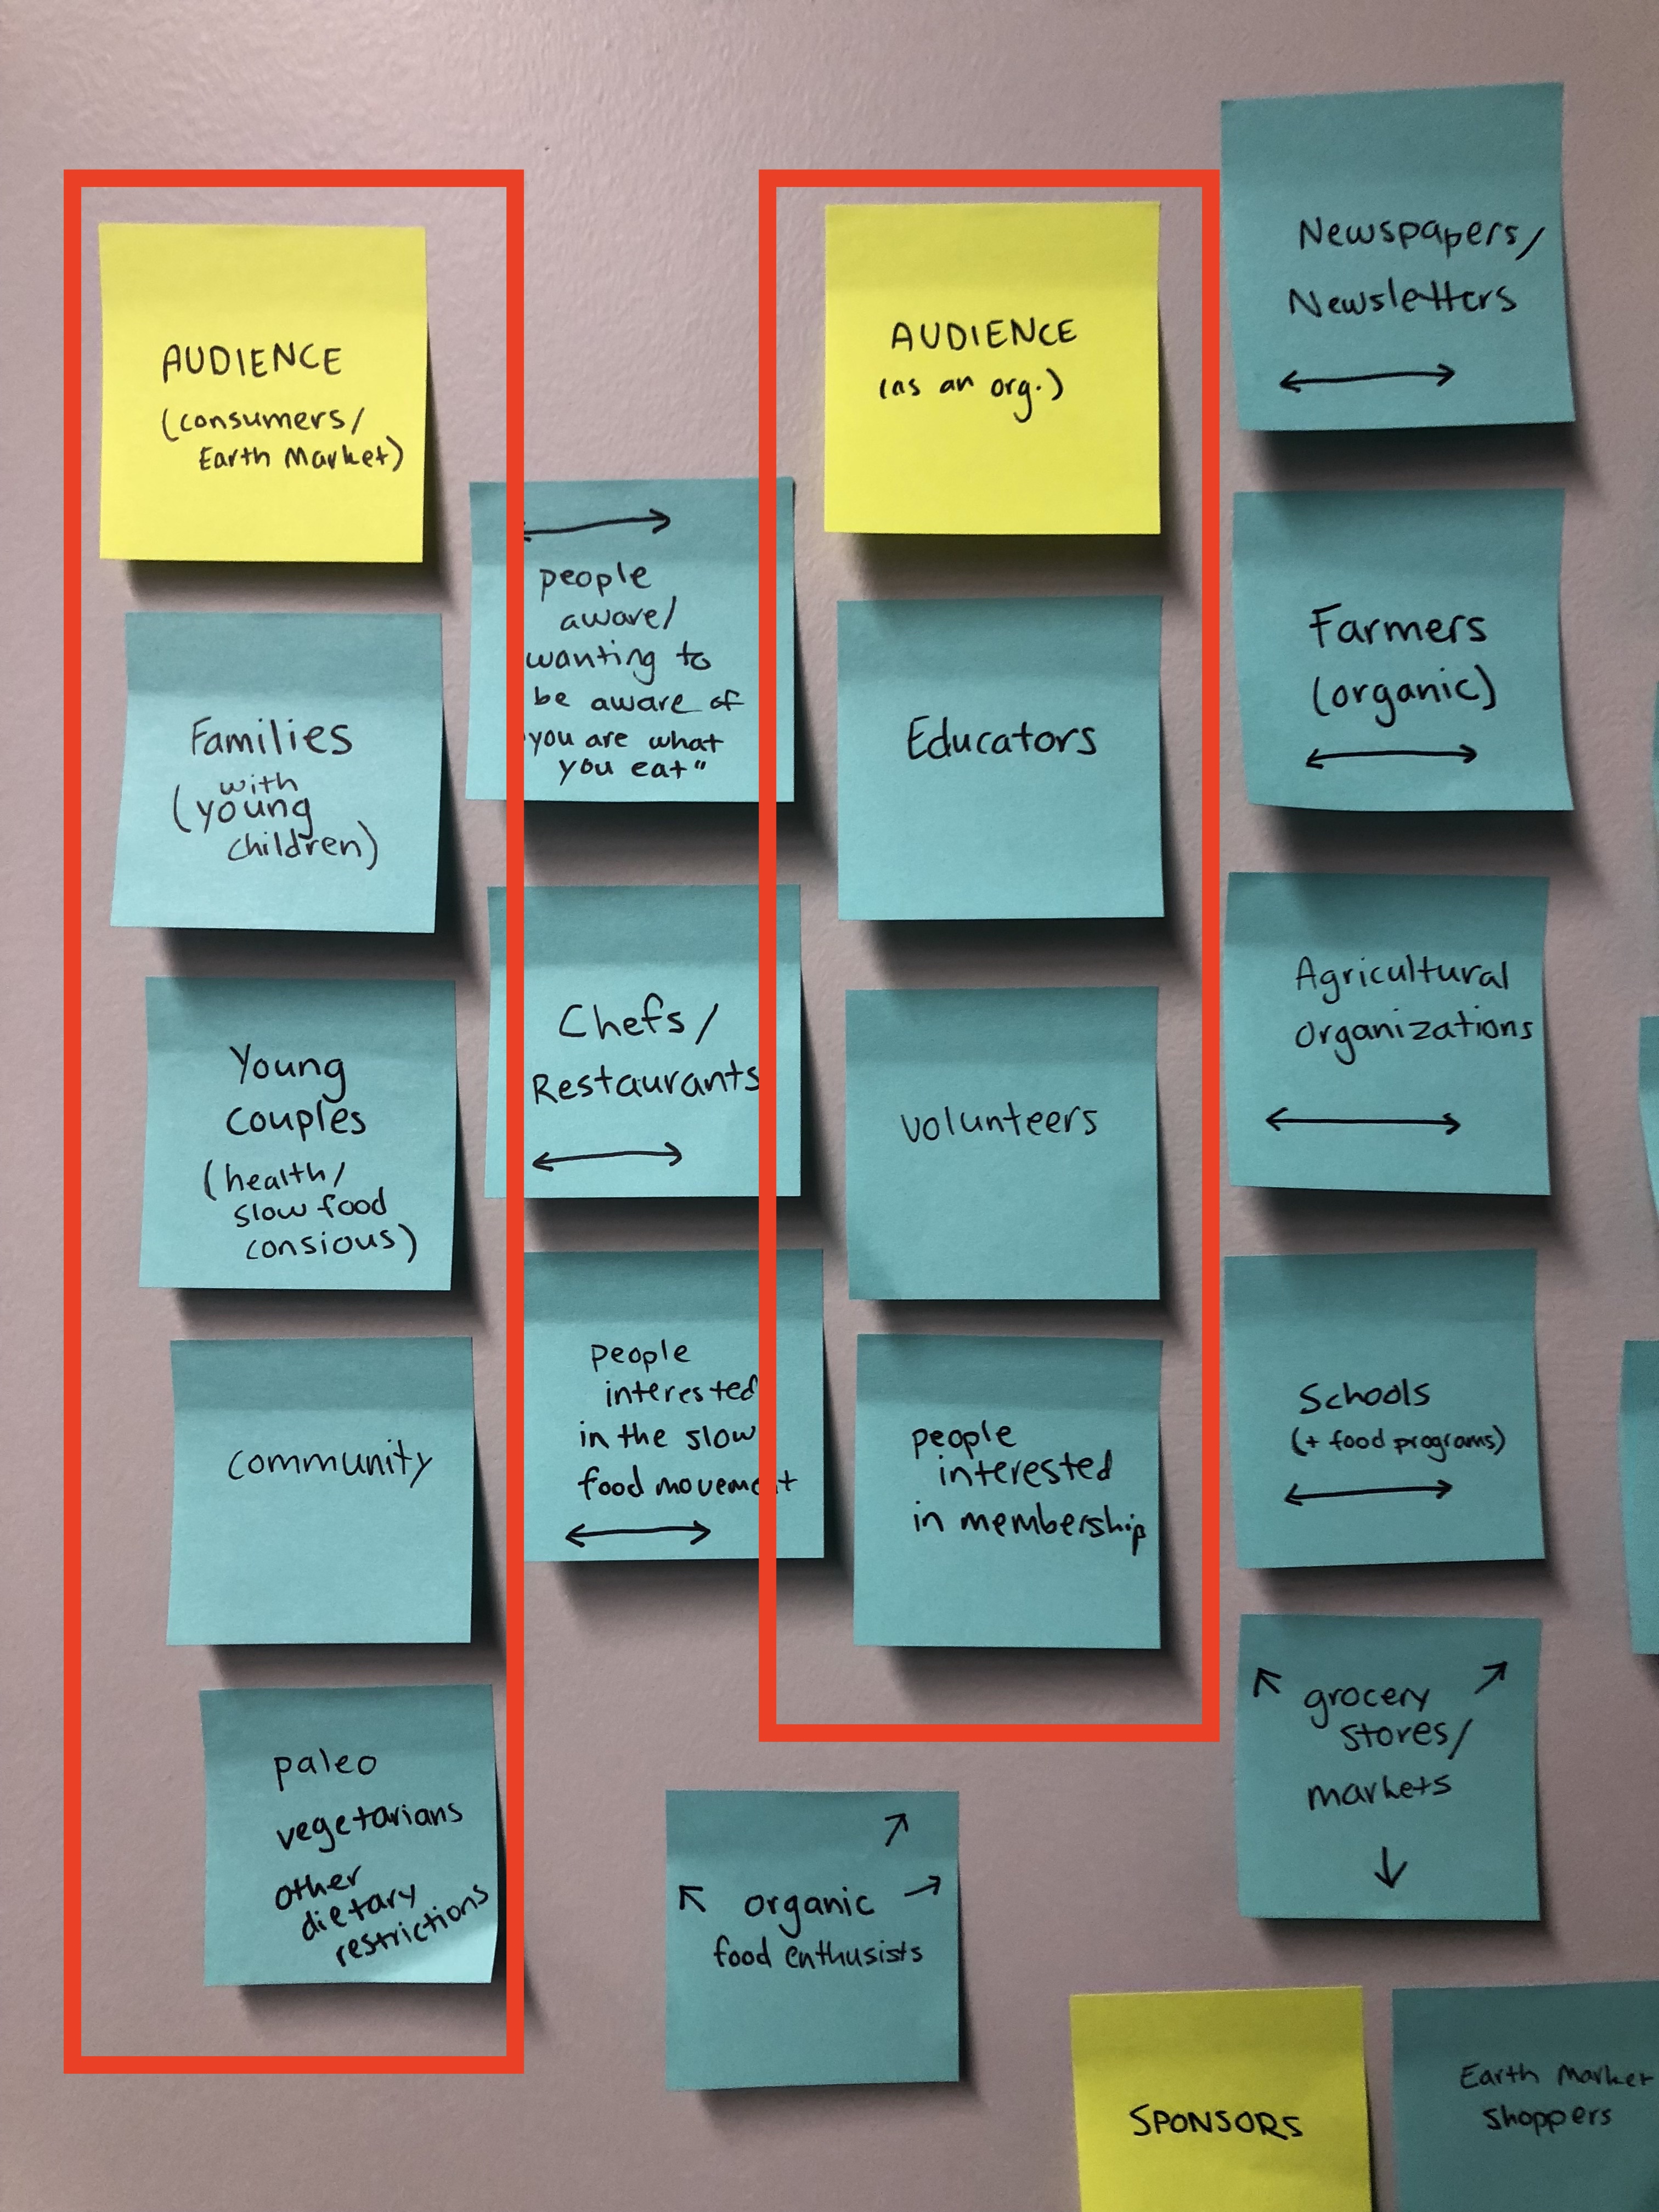 AUDIENCE
(consumers/
Earth Market)
Families
with
(young
children)
Young
couples
(health/
slow food
consious)
community
paleo
vegetarians
other
dietary
restrictions
people
aware/
wanting to
be aware of
"you are what
you eat"
Chefs/
Restaurants
people
interested
in the slow
food movement
organic
food enthusists
AUDIENCE
(as an org.)
Educators
volunteers
people
interested
in membership
Newspapers/
Newsletters
Farmers
(organic)
Agricultural
organizations
Schools
(+ food programs)
grocery
stores/
markets
SPONSORS
Earth Market
shoppers